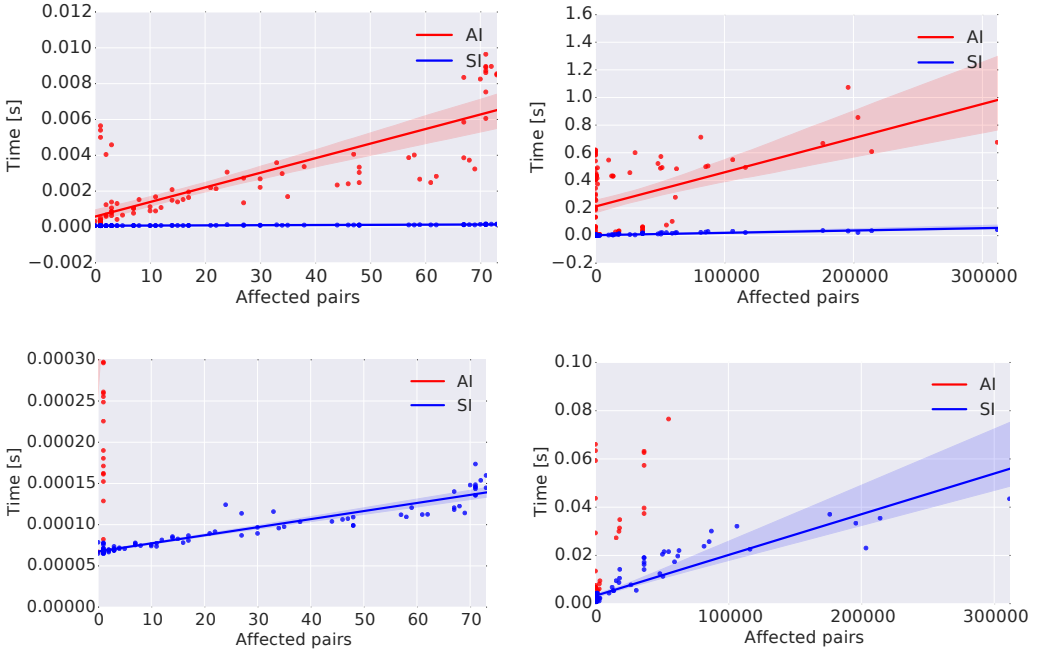 0.012
0.010
0.008
0.006
0.004
0.002
0.000
−0.002
Time [s]
AI
SI
0 10 20 30 40 50 60 70
Affected pairs
1.6
1.4
1.2
1.0
0.8
0.6
0.4
0.2
0.0
−0.2
Time [s]
AI
SI
0 100000 200000 300000
Affected pairs
0.00030
0.00025
0.00020
0.00015
0.00010
0.00005
0.00000
Time [s]
AI
SI
0 10 20 30 40 50 60 70
Affected pairs
0.10
0.08
0.06
0.04
0.02
0.00
Time [s]
AI
SI
0 100000 200000 300000
Affected pairs